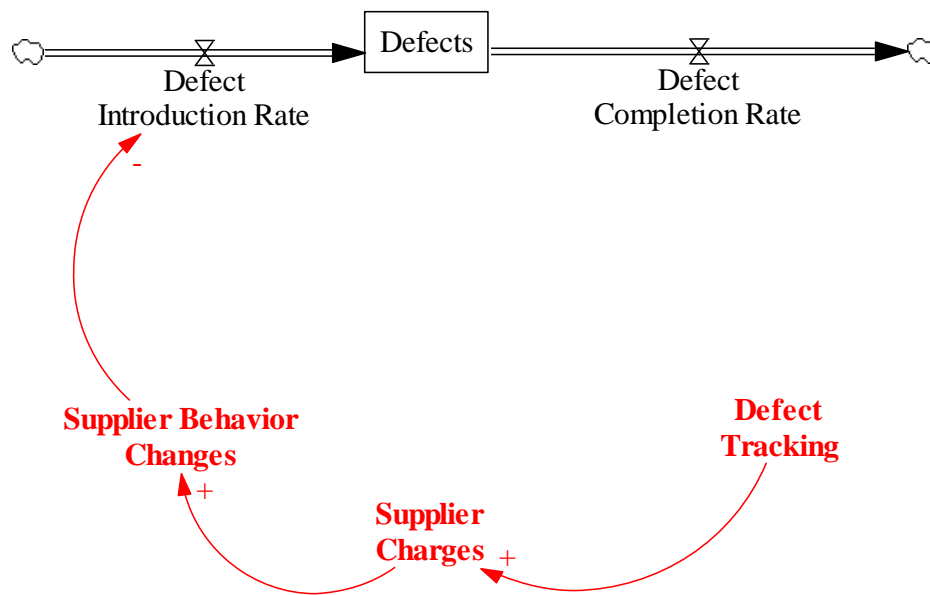 Defects
Defect
Introduction Rate
Defect
Completion Rate
-
Supplier Behavior
Changes
+
Defect
Tracking
Supplier
Charges
+